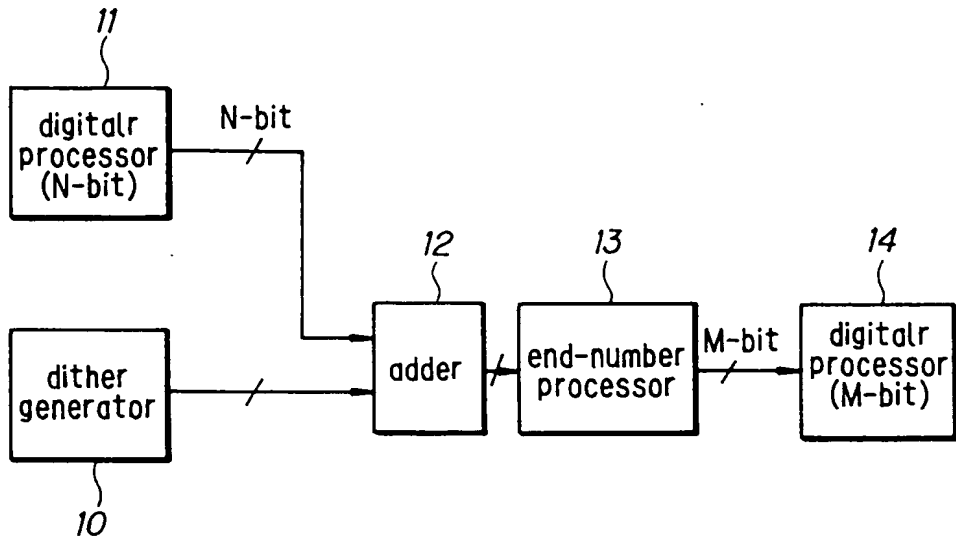 11
digitalr
processor
(N-bit)
N-bit
12
13
14
dither
generator
adder
end-number
processor
M-bit
digitalr
processor
(M-bit)
10